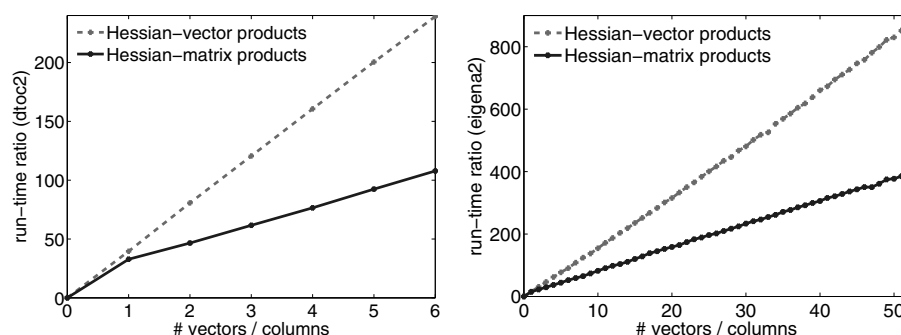 Hessian−vector products
Hessian−matrix products
run−time ratio (dtoc2)
200
150
100
50
0
0 1 2 3 4 5 6
# vectors / columns
Hessian−vector products
Hessian−matrix products
run−time ratio (eigena2)
800
600
400
200
0
0 10 20 30 40 50
# vectors / columns